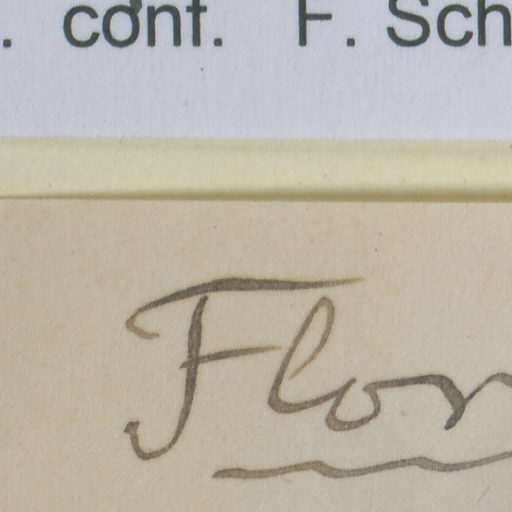 . conf. F. Sch
Flor